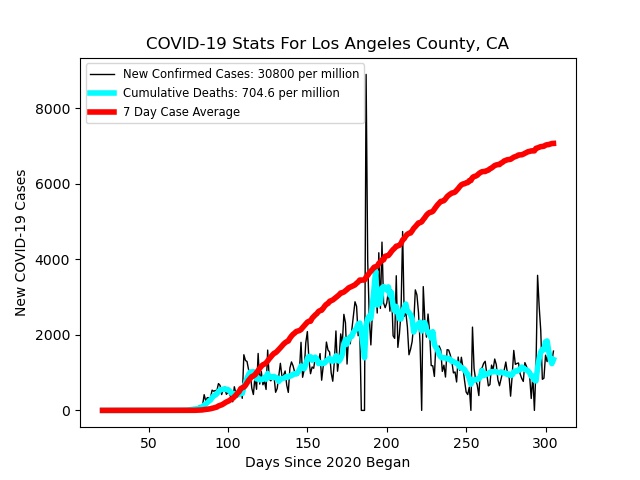 COVID-19 Stats For Los Angeles County, CA
New Confirmed Cases: 30800 per million
Cumulative Deaths: 704.6 per million
7 Day Case Average
8000
6000
4000
2000
0
New COVID-19 Cases
50 100 150 200 250 300
Days Since 2020 Began